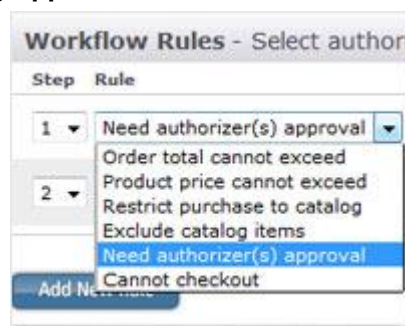 Workflow Rules - Select author
Step Rule
1 Need authorizer(s) approval
Order total cannot exceed
Product price cannot exceed
2 Restrict purchase to catalog
Exclude catalog items
Need authorizer(s) approval
Cannot checkout
Add N